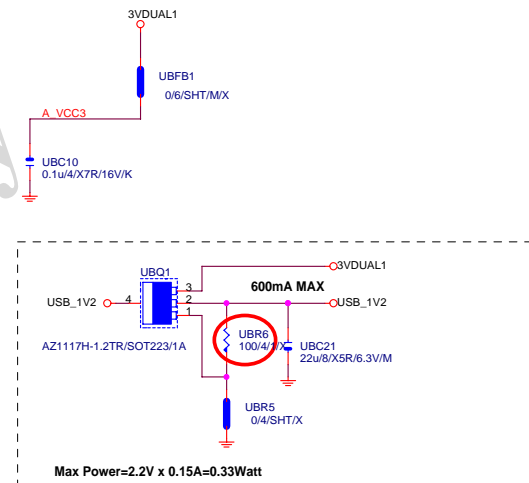 3VDUAL1
UBFB1
0/6/SHT/M/X
A_VCC3
UBC10
0.1u/4/X7R/16V/K
UBQ1
3
3VDUAL1
600mA MAX
USB_1V2
4
2
USB_1V2
1
UBR6
100/4/1/X
UBC21
22u/8/X5R/6.3V/M
AZ1117H-1.2TR/SOT223/1A
UBR5
0/4/SHT/X
Max Power=2.2V x 0.15A=0.33Watt